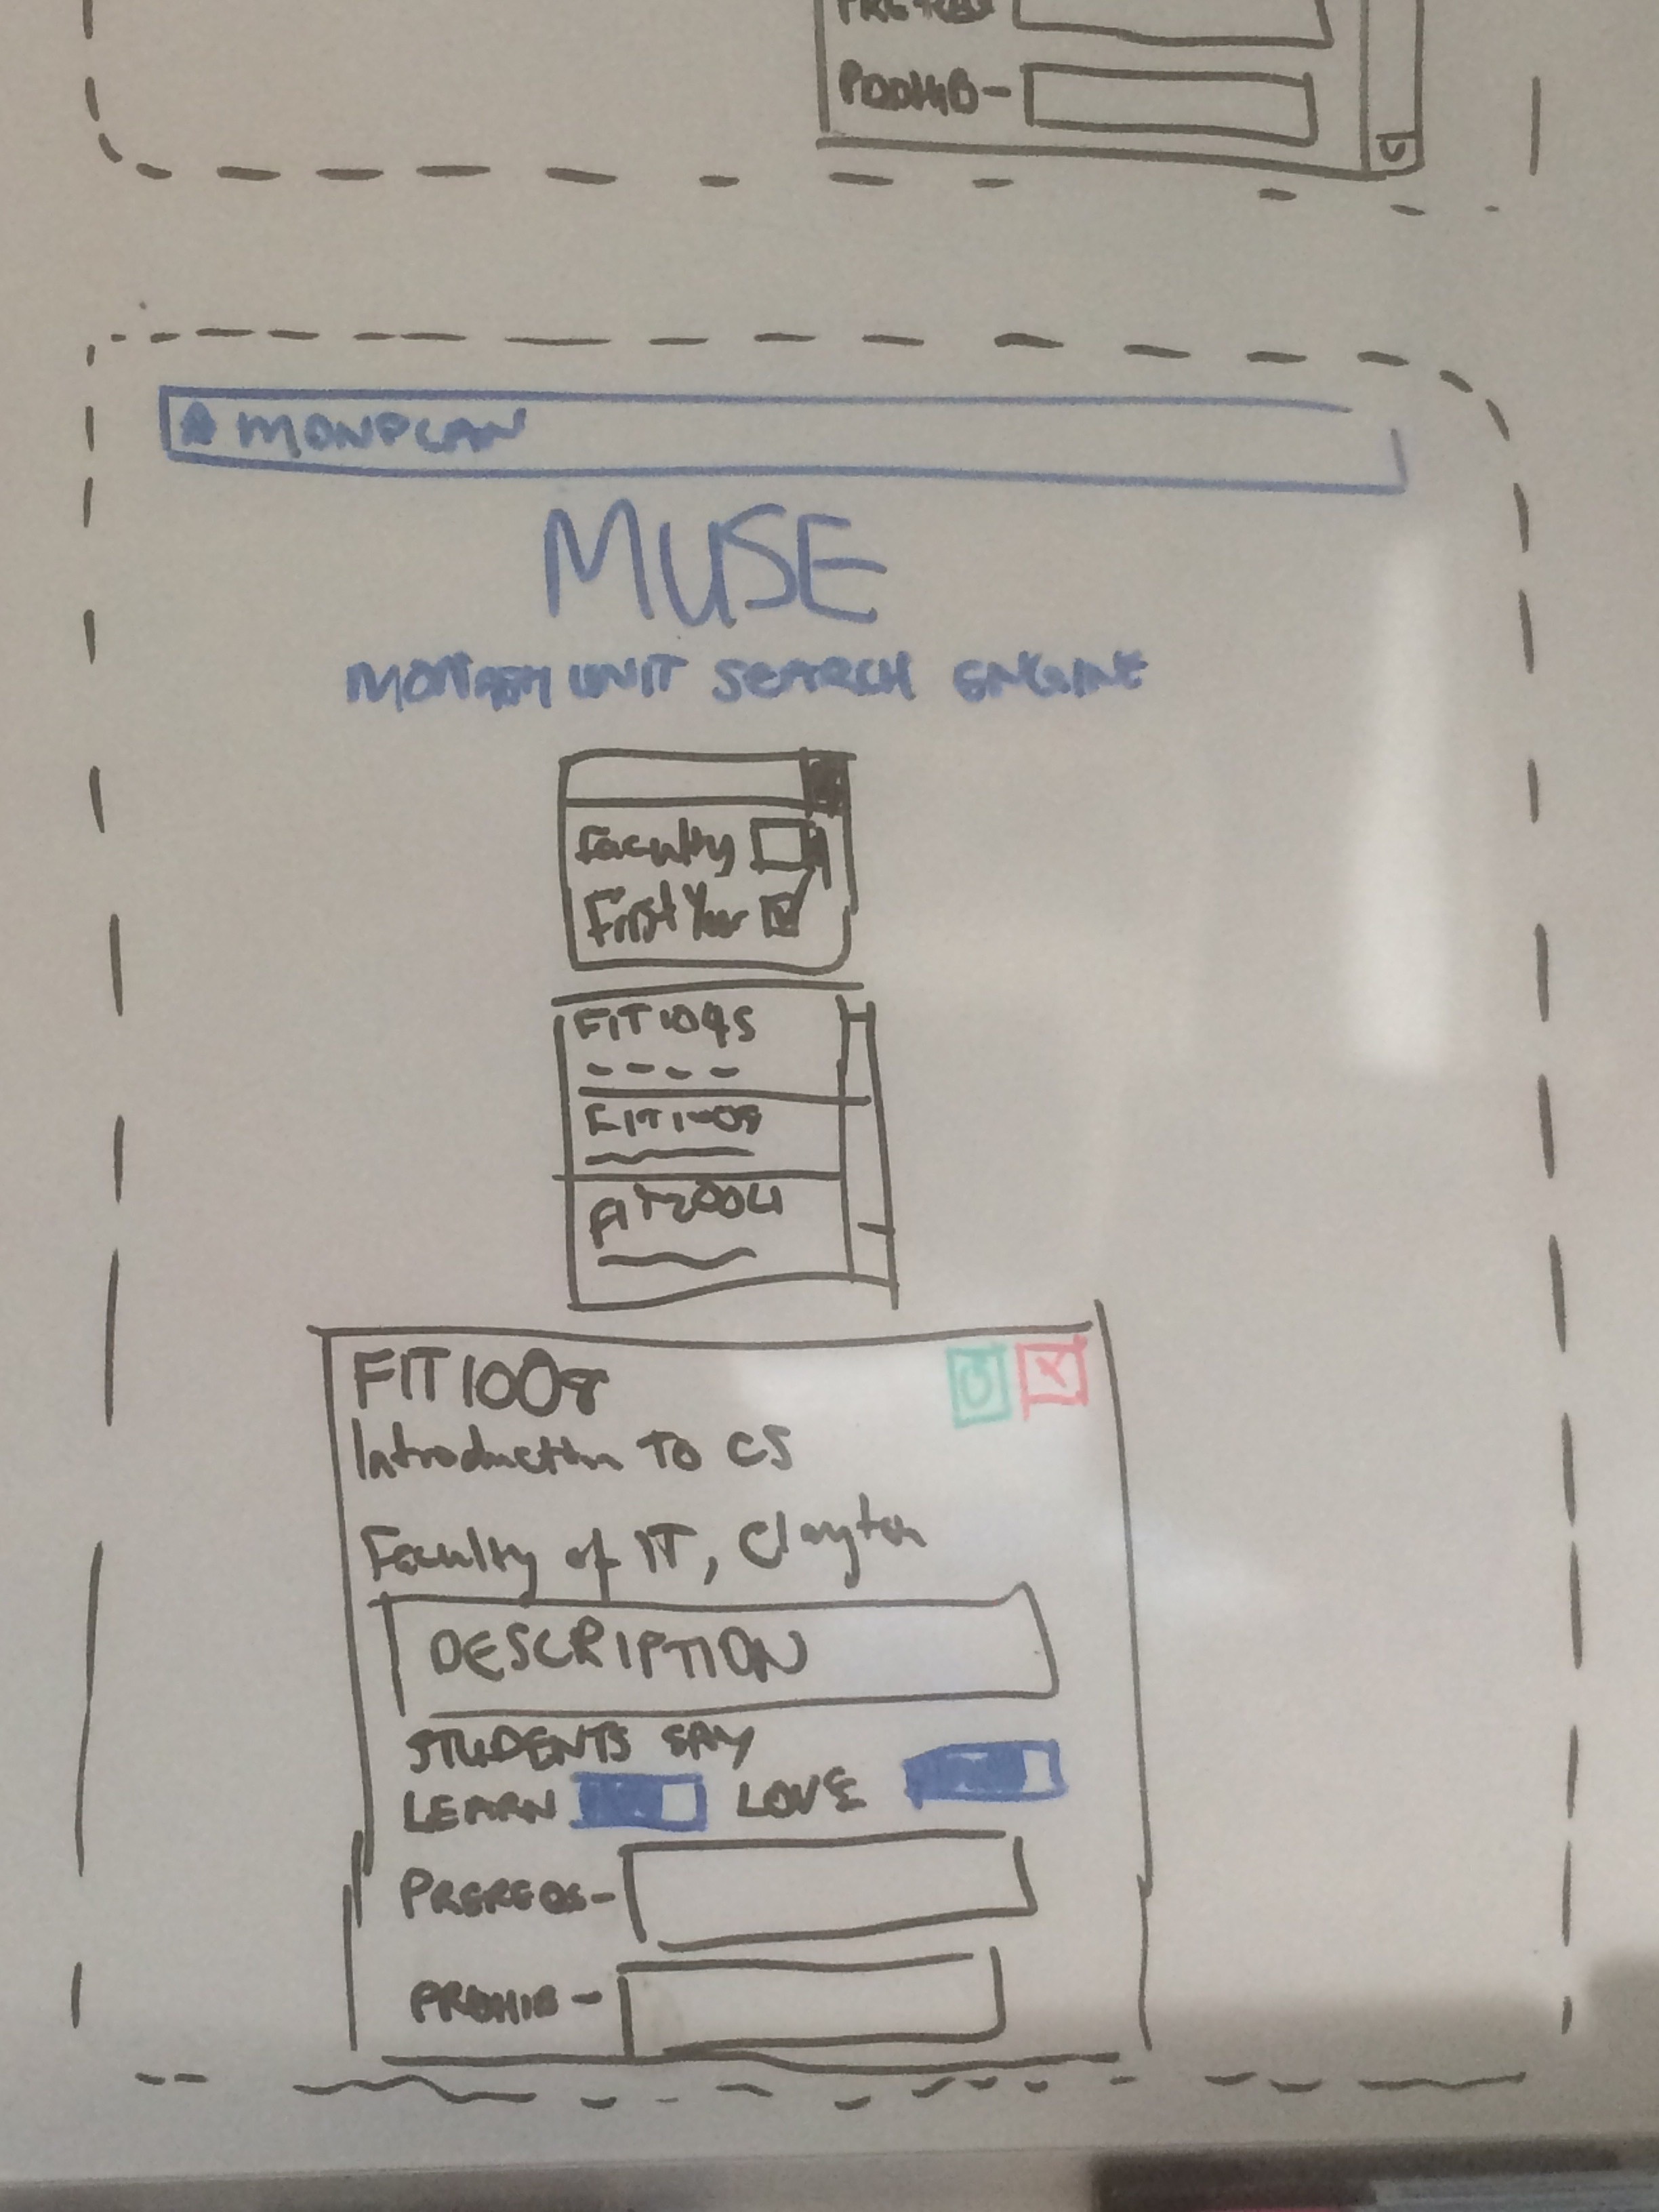 PROHIB-
MONPLAN
MUSE
MONASH UNIT SEARCH ENGINE
Faculty
First Year
FIT1045
FIT1008
FIT2004
FIT1008
Introduction To CS
Faculty of IT, Clayton
DESCRIPTION
STUDENTS SAY
LEARN LOVE
PREREQS-
PROHIB-